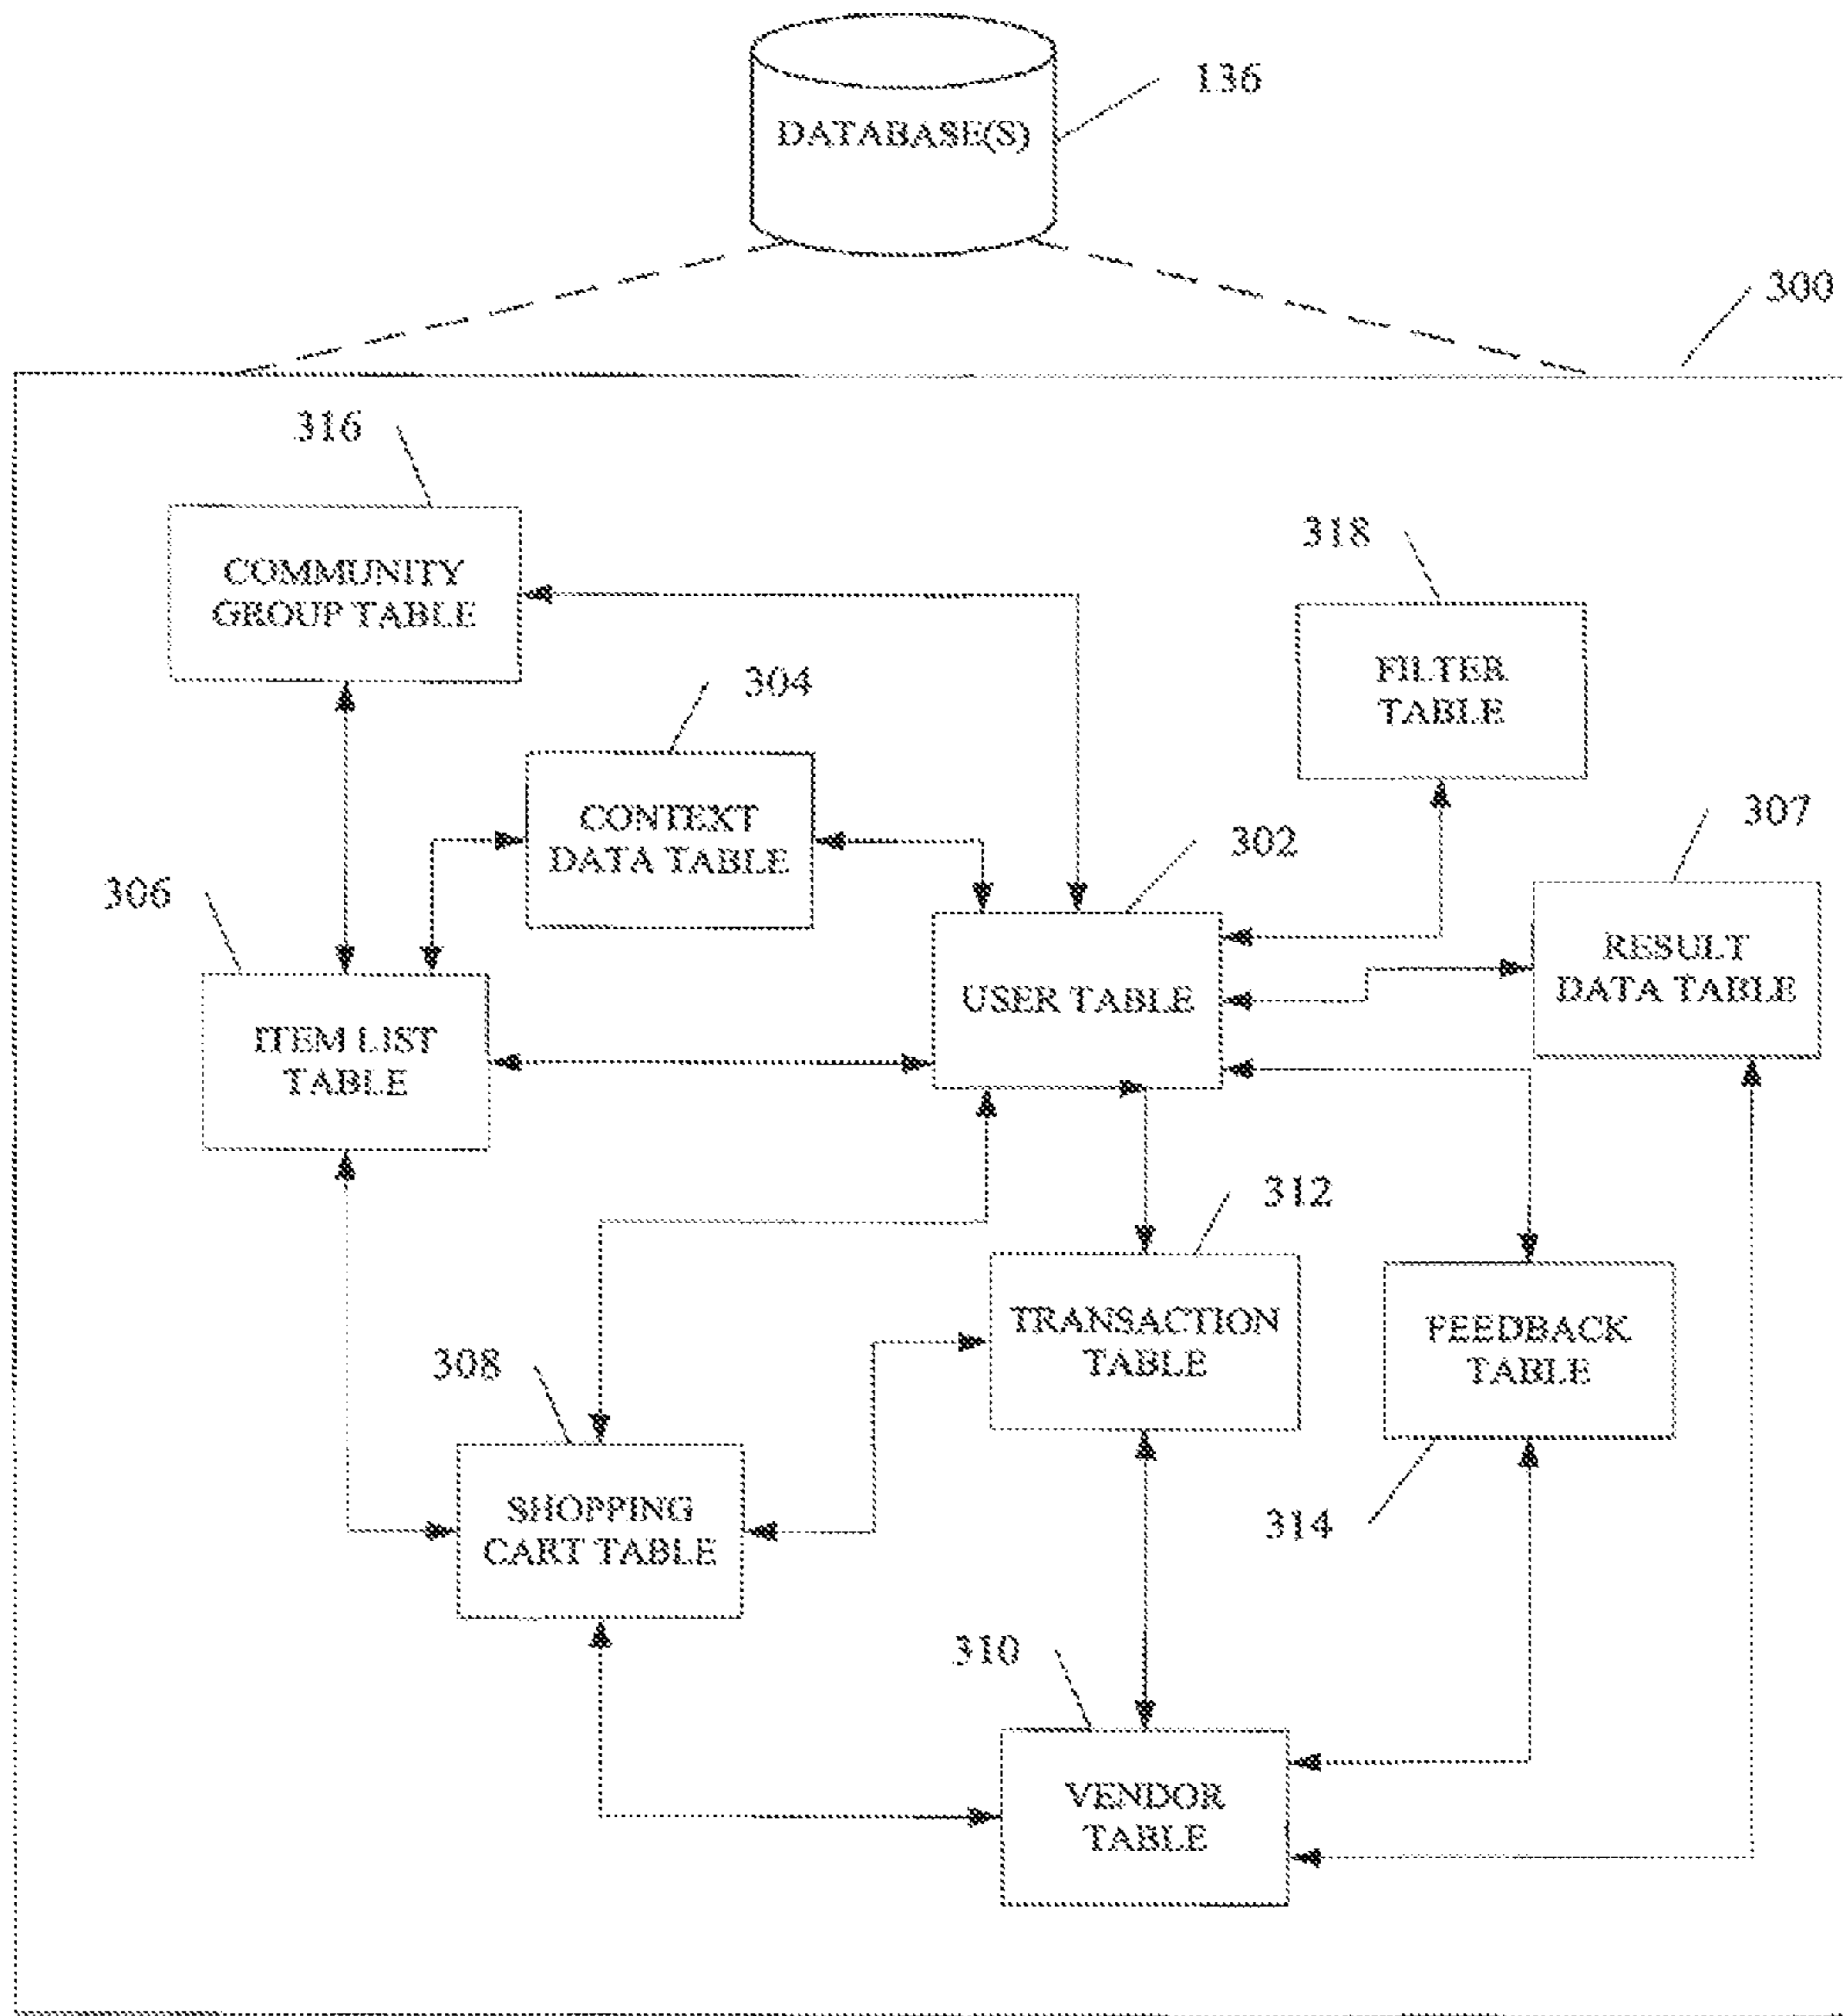 136
DATABASE(S)
300
316
COMMUNITY
GROUP TABLE
318
FILTER
TABLE
304
CONTEXT
DATA TABLE
302
307
306
USER TABLE
RESULT
DATA TABLE
ITEM LIST
TABLE
312
TRANSACTION
TABLE
FEEDBACK
TABLE
308
314
SHOPPING
CART TABLE
310
VENDOR
TABLE